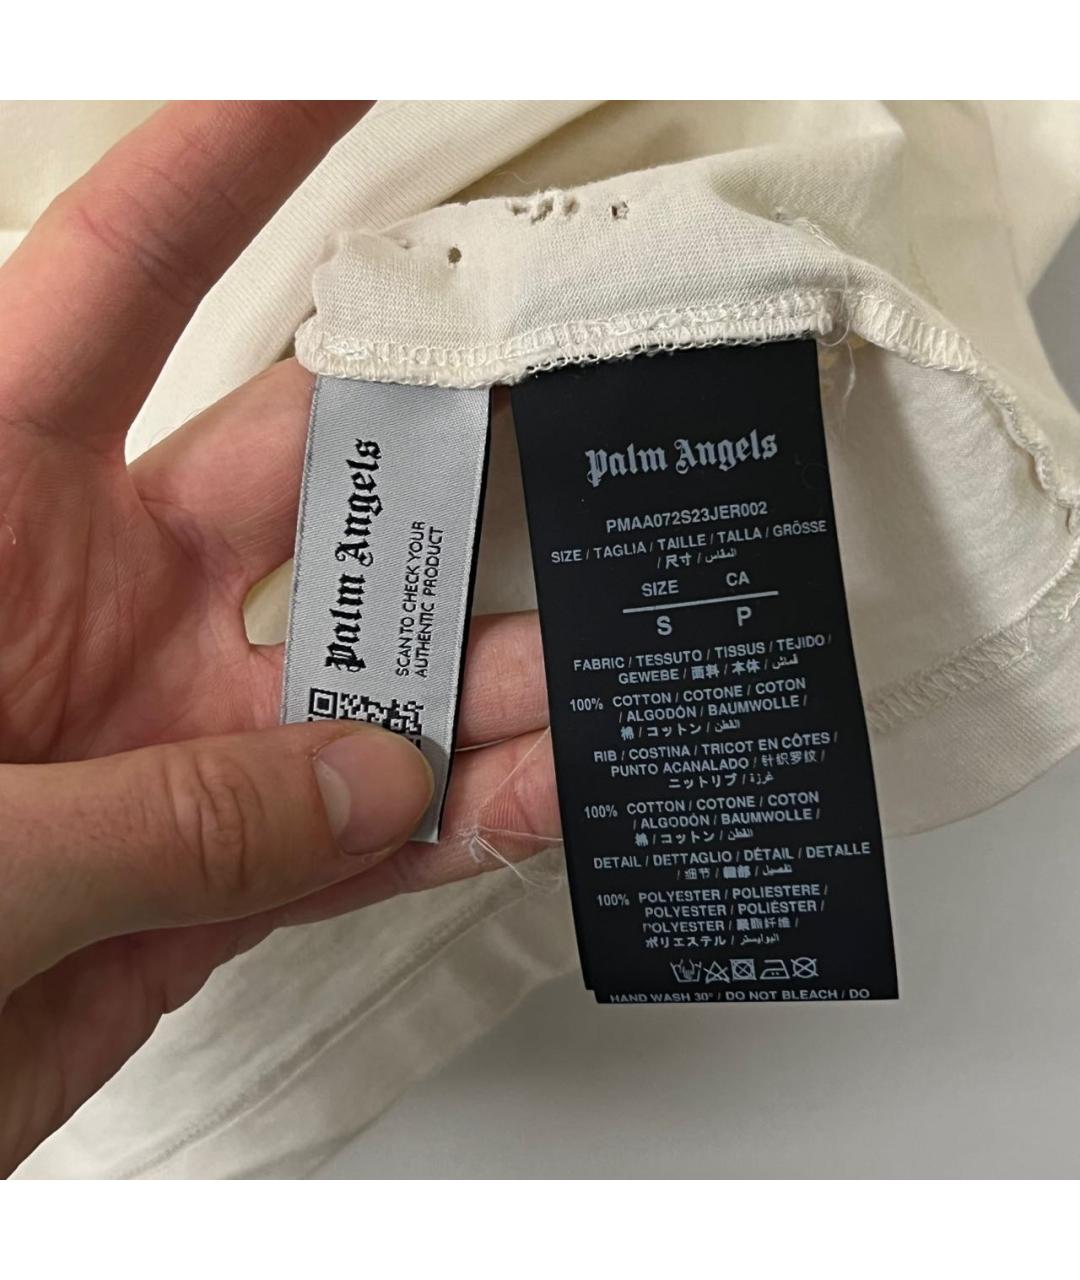 Palm Angels
SCAN TO CHECK YOUR
AUTHENTIC PRODUCT
Palm Angels
PMAA072S23JER002
SIZE / TAGLIA / TAILLE / TALLA / GRÖSSE
/ 尺寸 / المقاس
SIZE CA
S P
FABRIC / TESSUTO / TISSUS / TEJIDO /
GEWEBE / 面料 / 本体 / قماش
100% COTTON / COTONE / COTON
/ ALGODÓN / BAUMWOLLE /
棉 / コットン / القطن
RIB / COSTINA / TRICOT EN CÔTES /
PUNTO ACANALADO / 针织罗纹 /
ニットリブ / غرزة
100% COTTON / COTONE / COTON
/ ALGODÓN / BAUMWOLLE /
棉 / コットン / القطن
DETAIL / DETTAGLIO / DÉTAIL / DETALLE
/ 细节 / 細部 / تفصيل
100% POLYESTER / POLIESTERE /
POLYESTER / POLIÉSTER /
POLYESTER / 聚酯纤维 /
ポリエステル / البوليستر
HAND WASH 30° / DO NOT BLEACH / DO